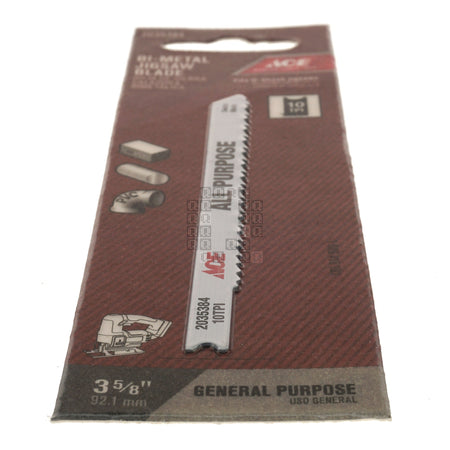 2035384
BI-METAL
JIGSAW
BLADE
ACE
10
TPI
ALL PURPOSE
ACE
2035384
10TPI
3 5/8"
92.1 mm
GENERAL PURPOSE
USO GENERAL